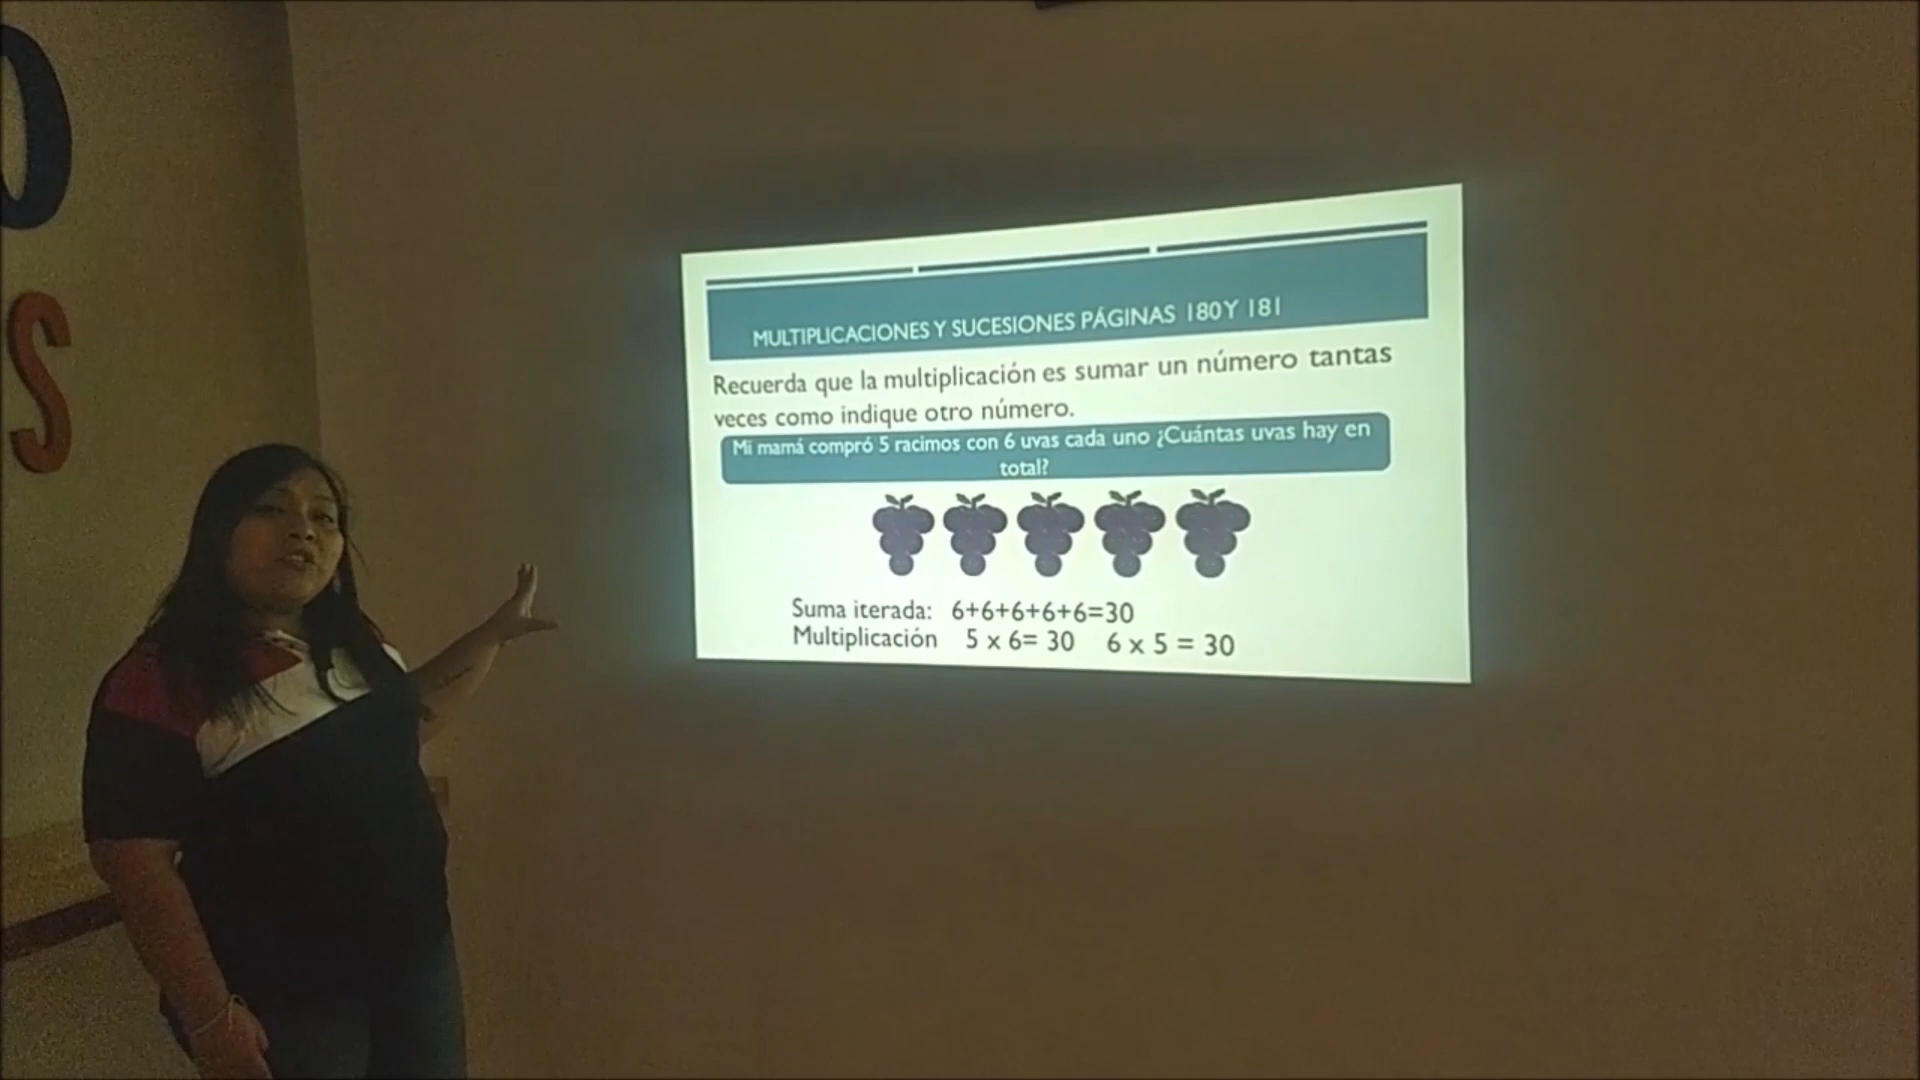 O
S
MULTIPLICACIONES Y SUCESIONES PÁGINAS 180 Y 181
Recuerda que la multiplicación es sumar un número tantas
veces como indique otro número.
Mi mamá compró 5 racimos con 6 uvas cada uno ¿Cuántas uvas hay en
total?
Suma iterada: 6+6+6+6+6=30
Multiplicación 5 x 6= 30 6 x 5 = 30